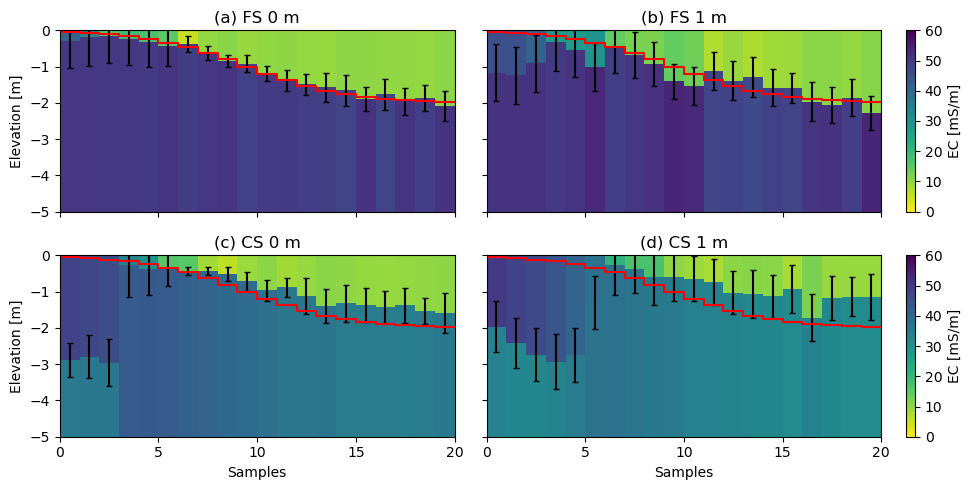 (a) FS 0 m
(b) FS 1 m
0
−1
−2
−3
−4
−5
Elevation [m]
60
50
40
30
20
10
0
EC [mS/m]
(c) CS 0 m
(d) CS 1 m
0
−1
−2
−3
−4
−5
Elevation [m]
60
50
40
30
20
10
0
EC [mS/m]
0 5 10 15 20
0 5 10 15 20
Samples
Samples